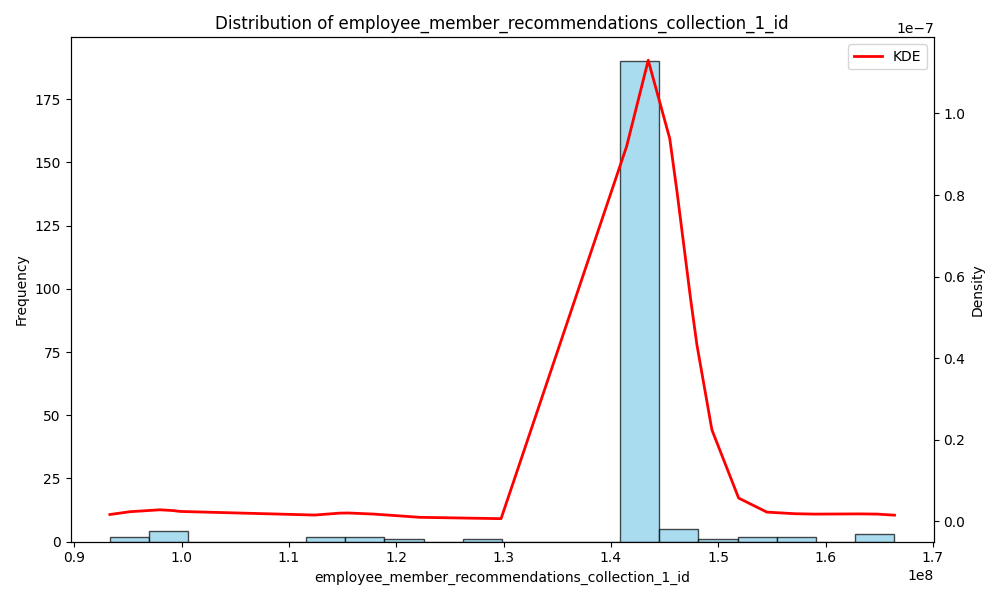 Distribution of employee_member_recommendations_collection_1_id
1e−7
KDE
Frequency
0
25
50
75
100
125
150
175
Density
0.0
0.2
0.4
0.6
0.8
1.0
0.9 1.0 1.1 1.2 1.3 1.4 1.5 1.6 1.7
1e8
employee_member_recommendations_collection_1_id